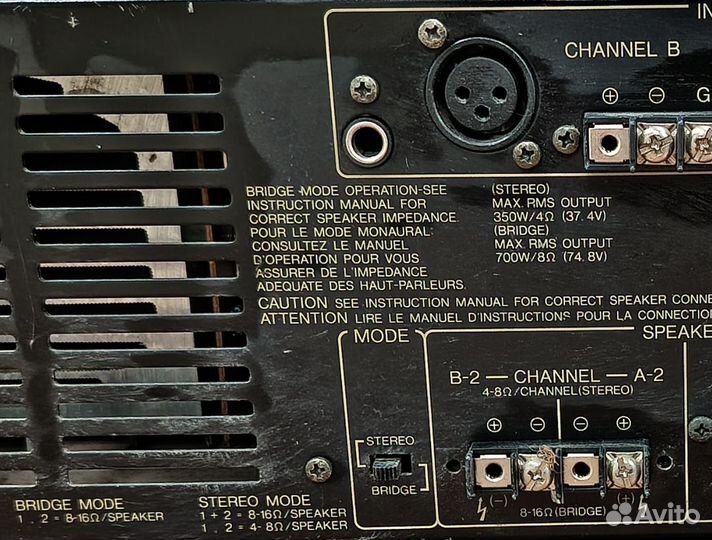 IN
CHANNEL B
+ − G
BRIDGE MODE OPERATION-SEE
INSTRUCTION MANUAL FOR
CORRECT SPEAKER IMPEDANCE.
POUR LE MODE MONAURAL:
CONSULTEZ LE MANUEL
D'OPERATION POUR VOUS
ASSURER DE L'IMPEDANCE
ADEQUATE DES HAUT-PARLEURS.
(STEREO)
MAX. RMS OUTPUT
350W/4Ω (37.4V)
(BRIDGE)
MAX. RMS OUTPUT
700W/8Ω (74.8V)
CAUTION SEE INSTRUCTION MANUAL FOR CORRECT SPEAKER CONNE
ATTENTION LIRE LE MANUEL D'INSTRUCTIONS POUR LA CONNECTION
MODE
STEREO
BRIDGE
SPEAKE
B-2 — CHANNEL — A-2
4-8Ω/CHANNEL(STEREO)
+ − − +
(−) 8-16Ω(BRIDGE) (+)
BRIDGE MODE
1 . 2 = 8-16Ω/SPEAKER
STEREO MODE
1 + 2 = 8-16Ω/SPEAKER
1 . 2 = 4-8Ω/SPEAKER
Avito